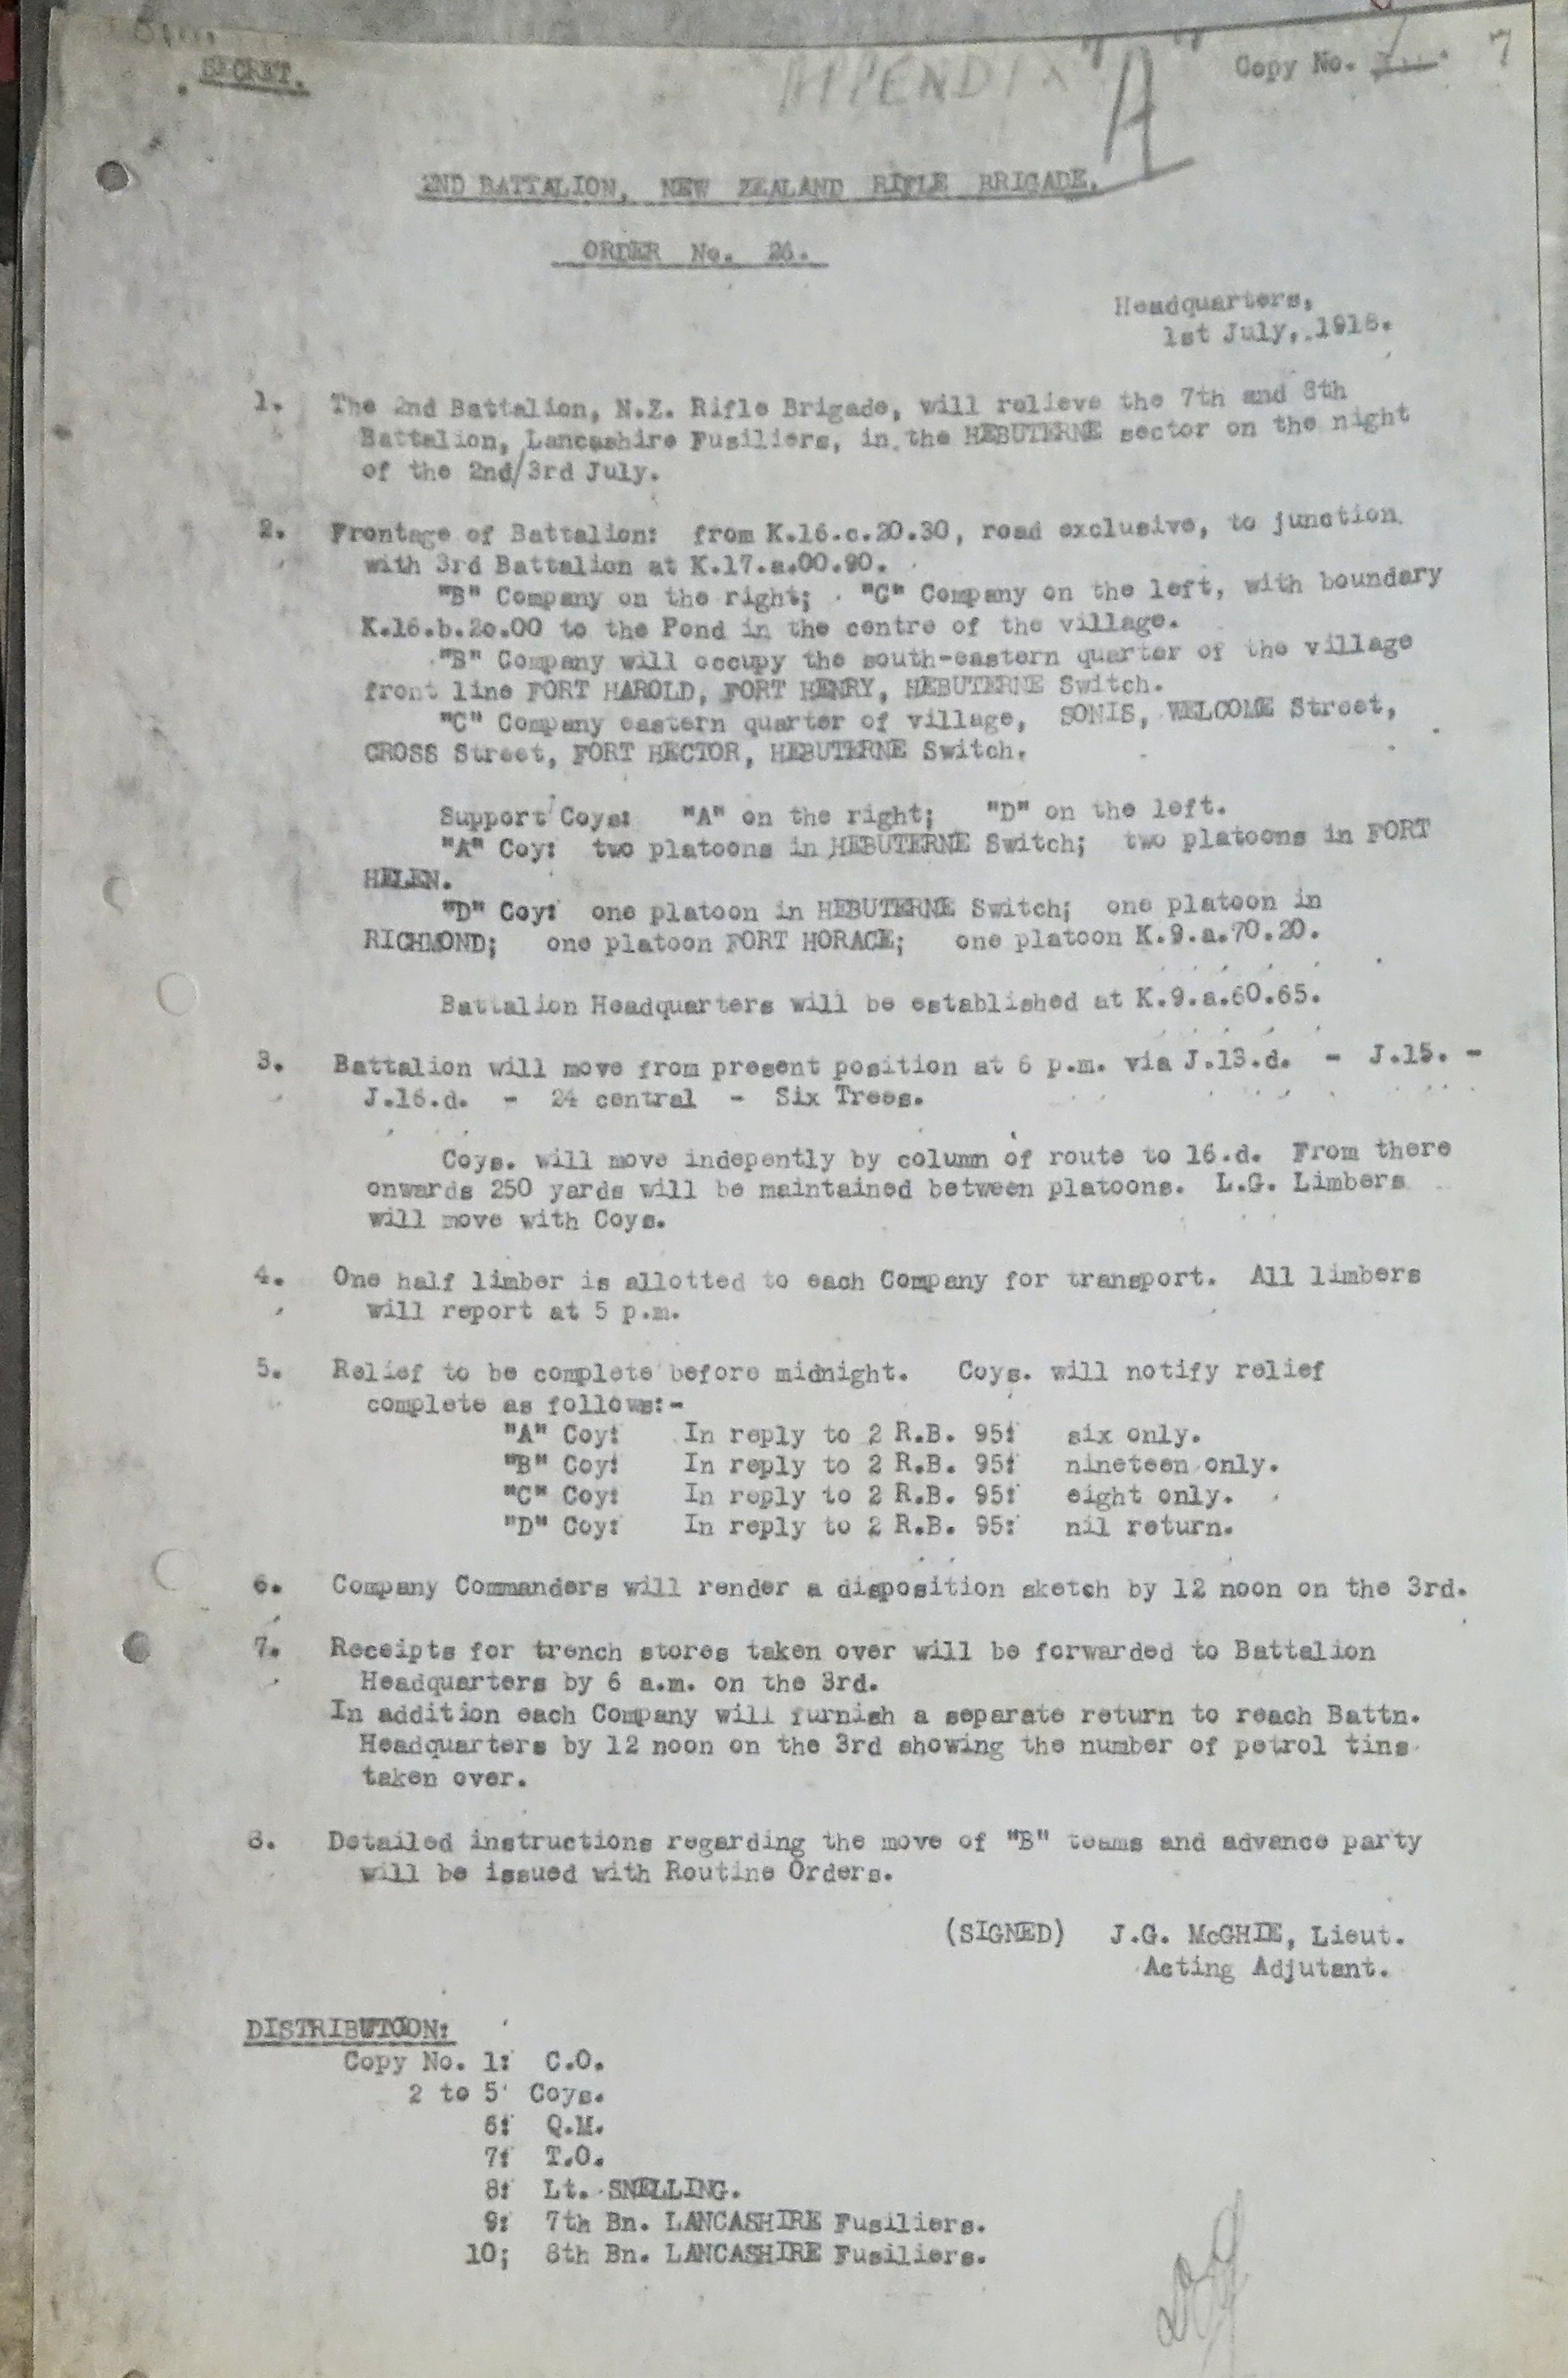 SECRET.
APPENDIX "A"
Copy No. 7
2ND BATTALION, NEW ZEALAND RIFLE BRIGADE.
ORDER No. 26.
Headquarters,
1st July, 1918.
1. The 2nd Battalion, N.Z. Rifle Brigade, will relieve the 7th and 8th
Battalion, Lancashire Fusiliers, in the HEBUTERNE sector on the night
of the 2nd/3rd July.
2. Frontage of Battalion: from K.16.c.20.30, road exclusive, to junction
with 3rd Battalion at K.17.a.00.90.
"B" Company on the right; "C" Company on the left, with boundary
K.16.b.20.00 to the Pond in the centre of the village.
"B" Company will occupy the south-eastern quarter of the village
front line FORT HAROLD, FORT HENRY, HEBUTERNE Switch.
"C" Company eastern quarter of village, SONIS, WELCOME Street,
CROSS Street, FORT HECTOR, HEBUTERNE Switch.
Support Coys: "A" on the right; "D" on the left.
"A" Coy: two platoons in HEBUTERNE Switch; two platoons in FORT
HELEN.
"D" Coy: one platoon in HEBUTERNE Switch; one platoon in
RICHMOND; one platoon FORT HORACE; one platoon K.9.a.70.20.
Battalion Headquarters will be established at K.9.a.60.65.
3. Battalion will move from present position at 6 p.m. via J.13.d. - J.15. -
J.16.d. - 24 central - Six Trees.
Coys. will move indepently by column of route to 16.d. From there
onwards 250 yards will be maintained between platoons. L.G. Limbers
will move with Coys.
4. One half limber is allotted to each Company for transport. All limbers
will report at 5 p.m.
5. Relief to be complete before midnight. Coys. will notify relief
complete as follows:-
"A" Coy: In reply to 2 R.B. 95: six only.
"B" Coy: In reply to 2 R.B. 95: nineteen only.
"C" Coy: In reply to 2 R.B. 95: eight only.
"D" Coy: In reply to 2 R.B. 95: nil return.
6. Company Commanders will render a disposition sketch by 12 noon on the 3rd.
7. Receipts for trench stores taken over will be forwarded to Battalion
Headquarters by 6 a.m. on the 3rd.
In addition each Company will furnish a separate return to reach Battn.
Headquarters by 12 noon on the 3rd showing the number of petrol tins
taken over.
8. Detailed instructions regarding the move of "B" teams and advance party
will be issued with Routine Orders.
(SIGNED) J.G. McGHIE, Lieut.
Acting Adjutant.
DISTRIBUTOON:
Copy No. 1: C.O.
2 to 5 Coys.
6: Q.M.
7: T.O.
8: Lt. SNELLING.
9: 7th Bn. LANCASHIRE Fusiliers.
10; 8th Bn. LANCASHIRE Fusiliers.